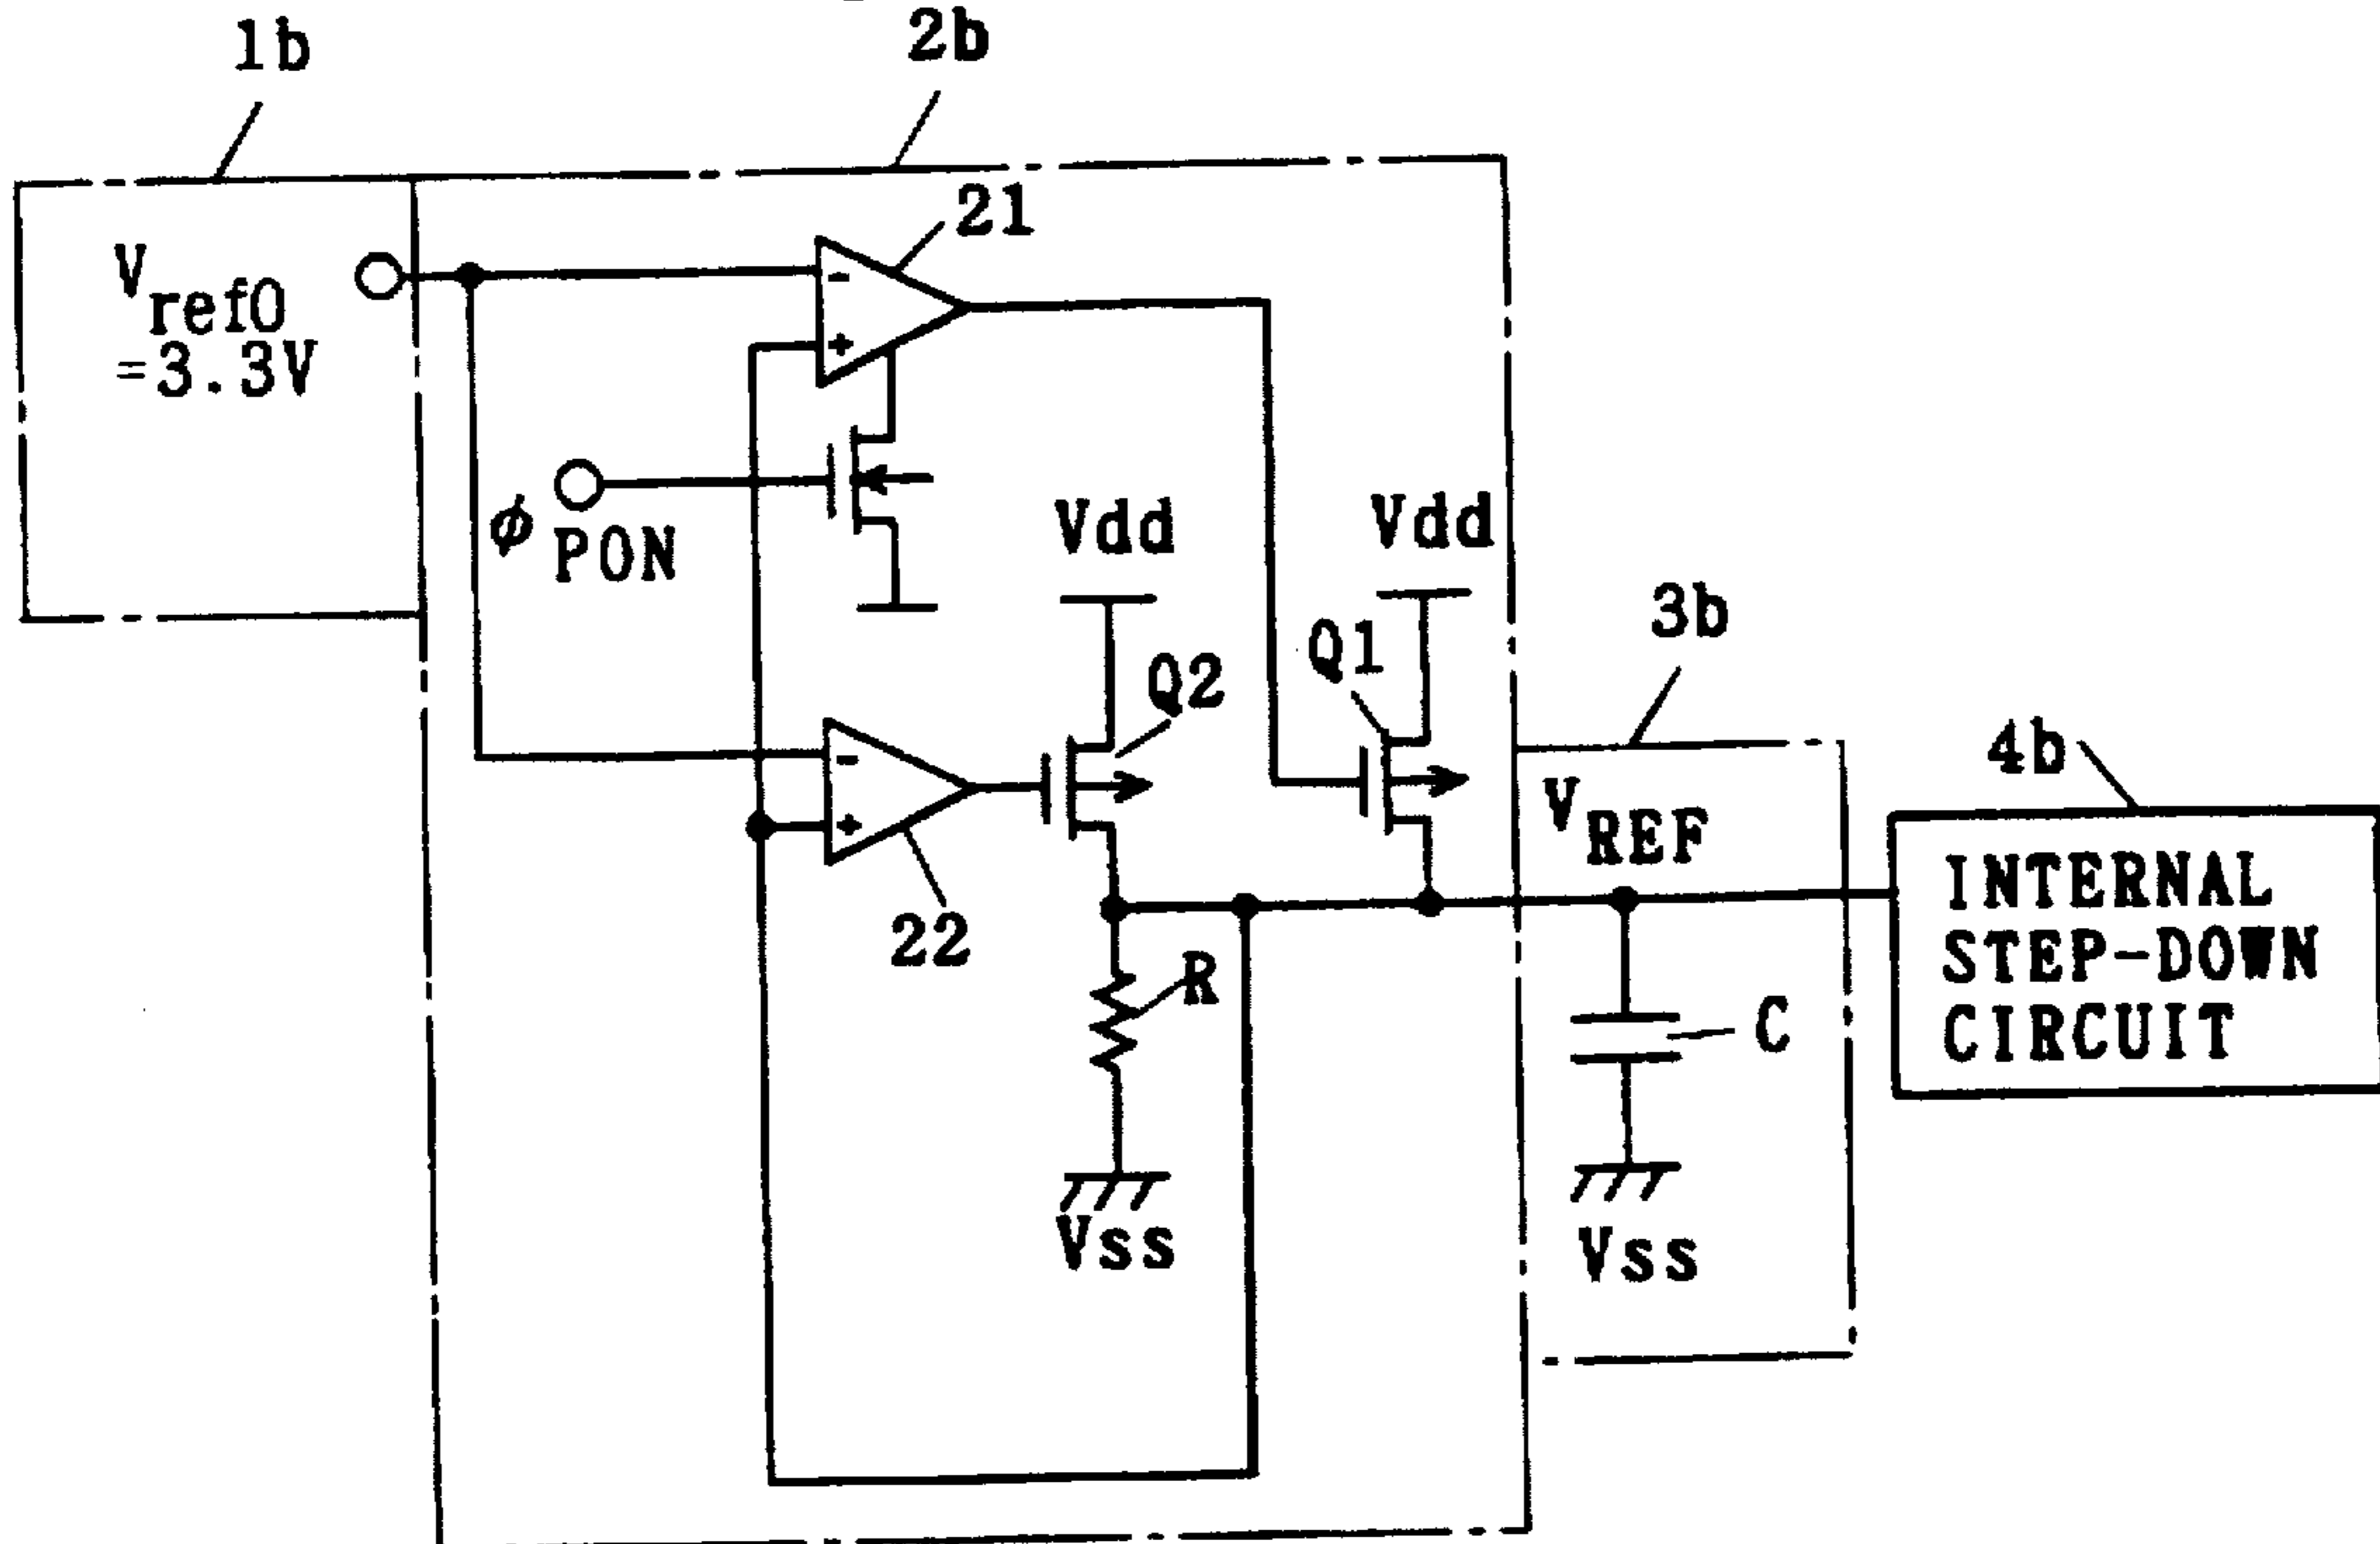 1b
2b
21
Vref0
=3.3V
φPON
Vdd
Vdd
Q2
Q1
3b
4b
VREF
INTERNAL
STEP-DOWN
CIRCUIT
-
+
-
+
22
R
C
Vss
Vss